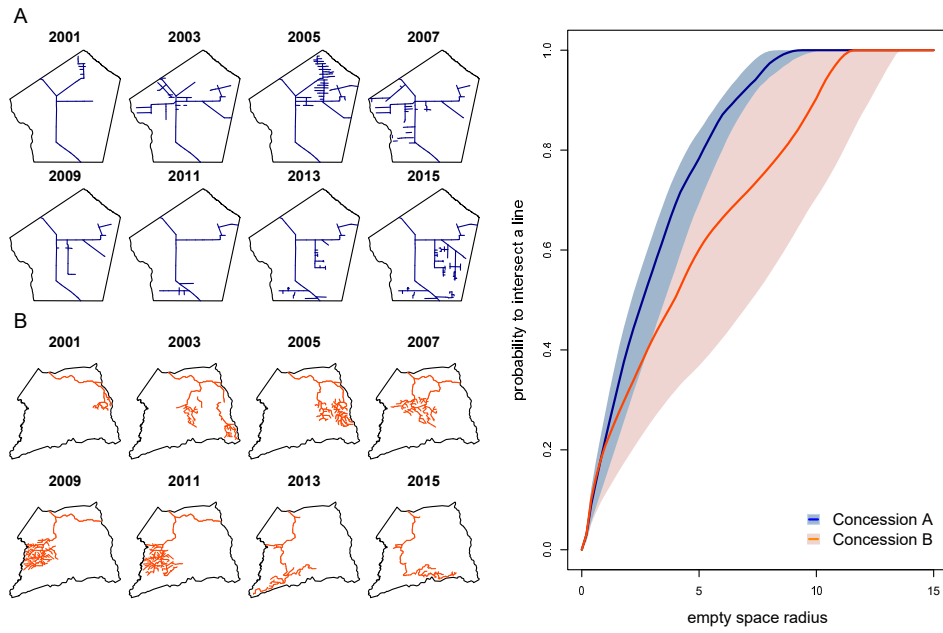 A
2001 2003 2005 2007
2009 2011 2013 2015
B
2001 2003 2005 2007
2009 2011 2013 2015
probability to intersect a line
1.0
0.8
0.6
0.4
0.2
0.0
Concession A
Concession B
0 5 10 15
empty space radius